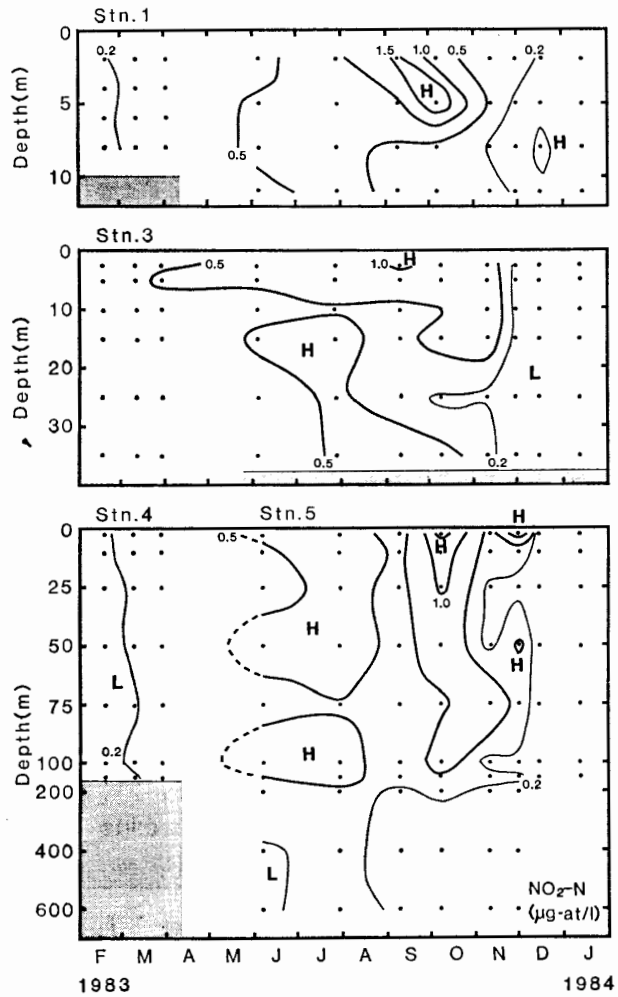 Stn.1
0
5
10
Depth(m)
0.2
0.5
1.5
1.0
0.5
0.2
H
H
Stn.3
0
10
20
30
Depth(m)
0.5
1.0
H
H
L
0.5
0.2
Stn.4 Stn.5
H
0
25
50
75
100
200
400
600
Depth(m)
0.5
H
1.0
H
L
H
H
0.2
0.2
L
NO₂-N
(μg-at/l)
F M A M J J A S O N D J
1983 1984